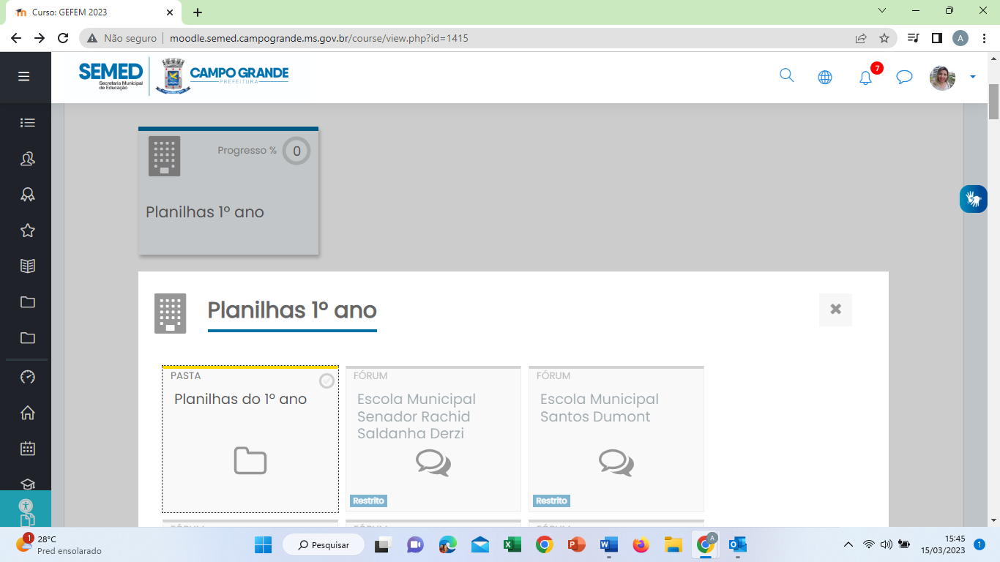 Curso: GEFEM 2023
Não seguro
moodle.semed.campogrande.ms.gov.br/course/view.php?id=1415
A
SEMED
Secretaria Municipal
de Educação
CAMPO GRANDE
PREFEITURA
7
Progresso %
0
Planilhas 1º ano
Planilhas 1º ano
PASTA
Planilhas do 1º ano
FÓRUM
Escola Municipal
Senador Rachid
Saldanha Derzi
Restrito
FÓRUM
Escola Municipal
Santos Dumont
Restrito
FÓRUM
FÓRUM
FÓRUM
1
28°C
Pred ensolarado
Pesquisar
A
15:45
15/03/2023
1